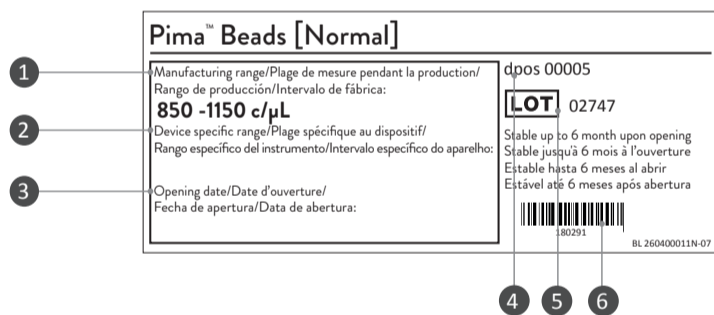 Pima™ Beads [Normal]
1
Manufacturing range/Plage de mesure pendant la production/
Rango de producción/Intervalo de fábrica:
850 -1150 c/µL
2
Device specific range/Plage spécifique au dispositif/
Rango específico del instrumento/Intervalo específico do aparelho:
3
Opening date/Date d'ouverture/
Fecha de apertura/Data de abertura:
dpos 00005
LOT 02747
Stable up to 6 month upon opening
Stable jusqu'à 6 mois à l'ouverture
Estable hasta 6 meses al abrir
Estável até 6 meses após abertura
180291
BL 260400011N-07
4 5 6